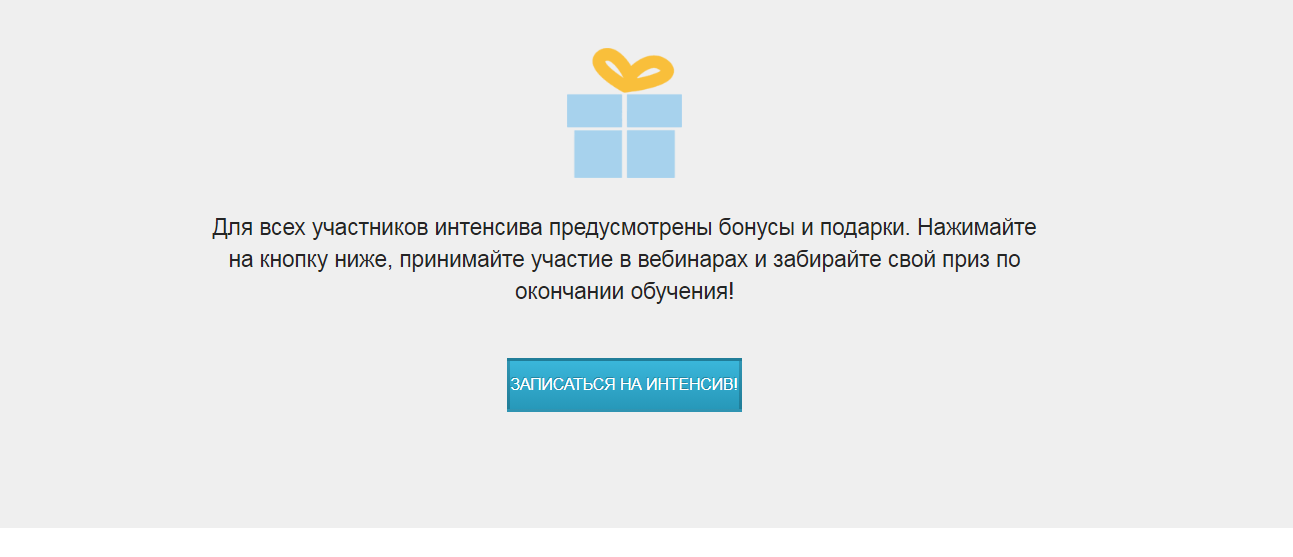 Для всех участников интенсива предусмотрены бонусы и подарки. Нажимайте
на кнопку ниже, принимайте участие в вебинарах и забирайте свой приз по
окончании обучения!
ЗАПИСАТЬСЯ НА ИНТЕНСИВ!